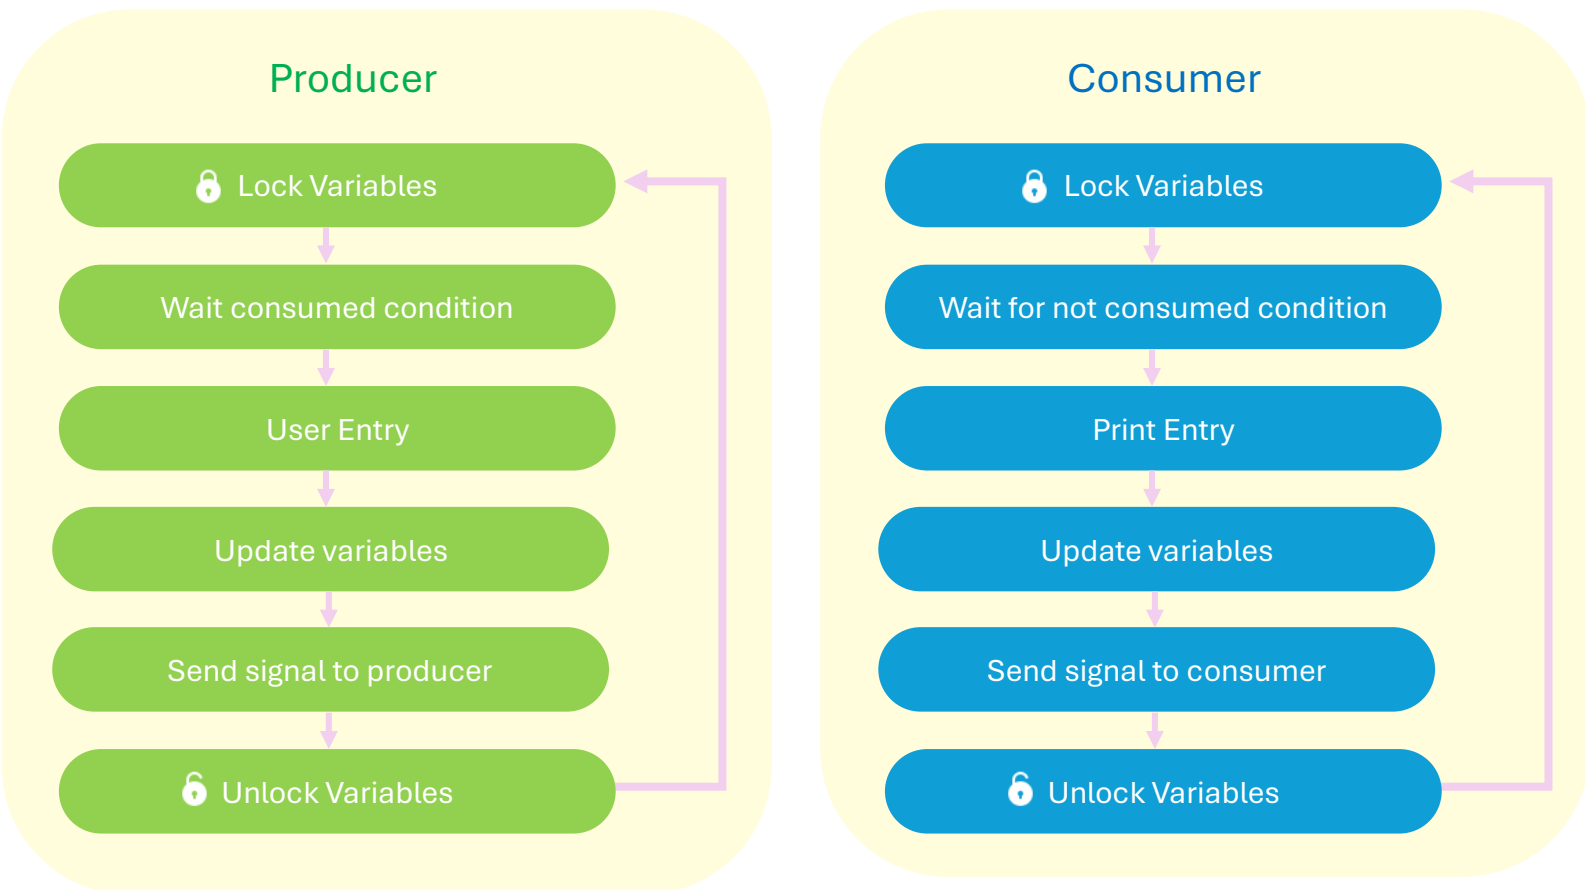 Producer
Lock Variables
Wait consumed condition
User Entry
Update variables
Send signal to producer
Unlock Variables
Consumer
Lock Variables
Wait for not consumed condition
Print Entry
Update variables
Send signal to consumer
Unlock Variables